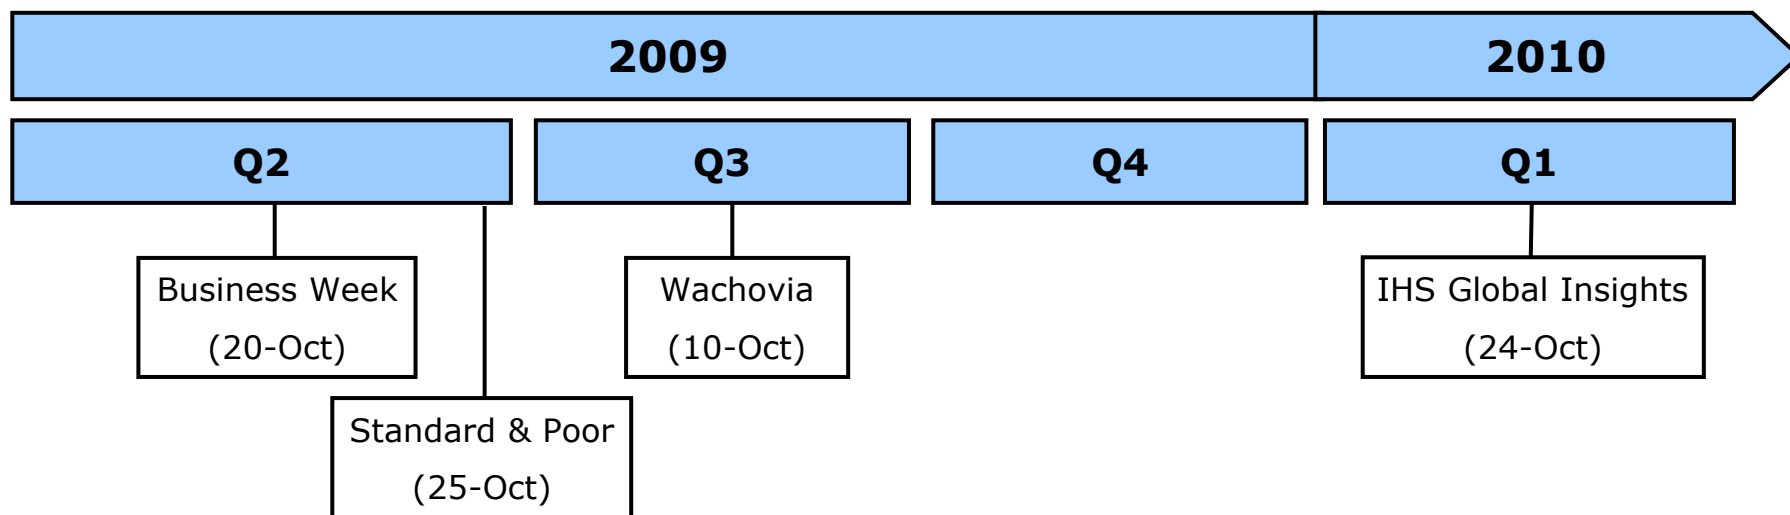 2009
2010
Q2
Q3
Q4
Q1
Business Week
(20-Oct)
Wachovia
(10-Oct)
IHS Global Insights
(24-Oct)
Standard & Poor
(25-Oct)